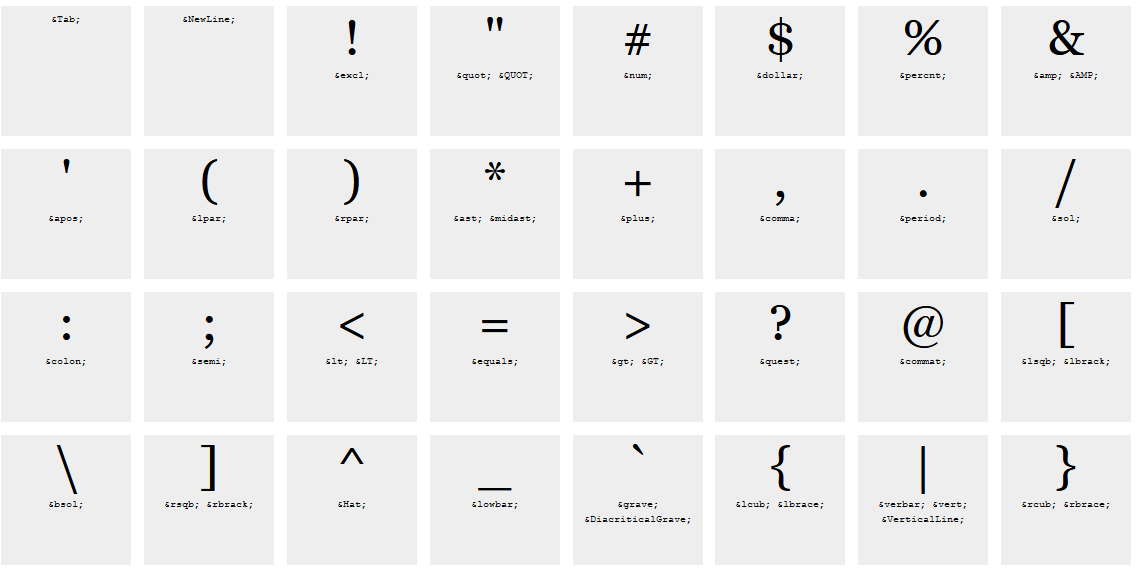 &Tab; &NewLine;
! " # $ % &
&excl; &quot; &QUOT; &num; &dollar; &percnt; &amp; &AMP;
' ( ) * + , . /
&apos; &lpar; &rpar; &ast; &midast; &plus; &comma; &period; &sol;
: ; < = > ? @ [
&colon; &semi; &lt; &LT; &equals; &gt; &GT; &quest; &commat; &lsqb; &lbrack;
\ ] ^ _ ` { | }
&bsol; &rsqb; &rbrack; &Hat; &lowbar; &grave; &lcub; &lbrace; &verbar; &vert; &rcub; &rbrace;
&DiacriticalGrave; &VerticalLine;